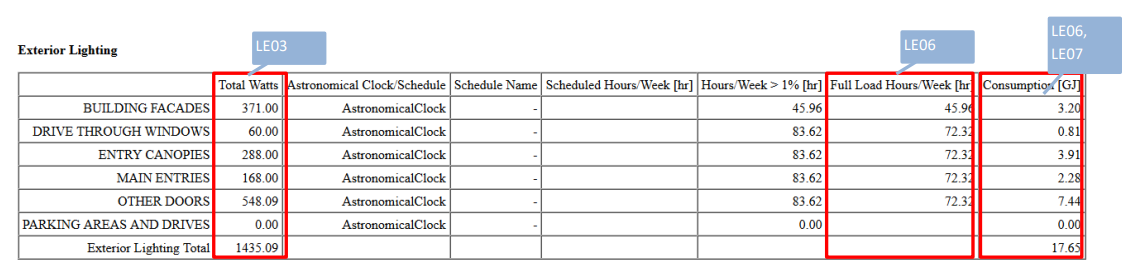 LE06,
LE07
LE03
LE06
Exterior Lighting
Total Watts Astronomical Clock/Schedule Schedule Name Scheduled Hours/Week [hr] Hours/Week > 1% [hr] Full Load Hours/Week [hr] Consumption [GJ]
BUILDING FACADES 371.00 AstronomicalClock - 45.96 45.96 3.20
DRIVE THROUGH WINDOWS 60.00 AstronomicalClock - 83.62 72.32 0.81
ENTRY CANOPIES 288.00 AstronomicalClock - 83.62 72.32 3.91
MAIN ENTRIES 168.00 AstronomicalClock - 83.62 72.32 2.28
OTHER DOORS 548.09 AstronomicalClock - 83.62 72.32 7.44
PARKING AREAS AND DRIVES 0.00 AstronomicalClock - 0.00 0.00
Exterior Lighting Total 1435.09 17.65